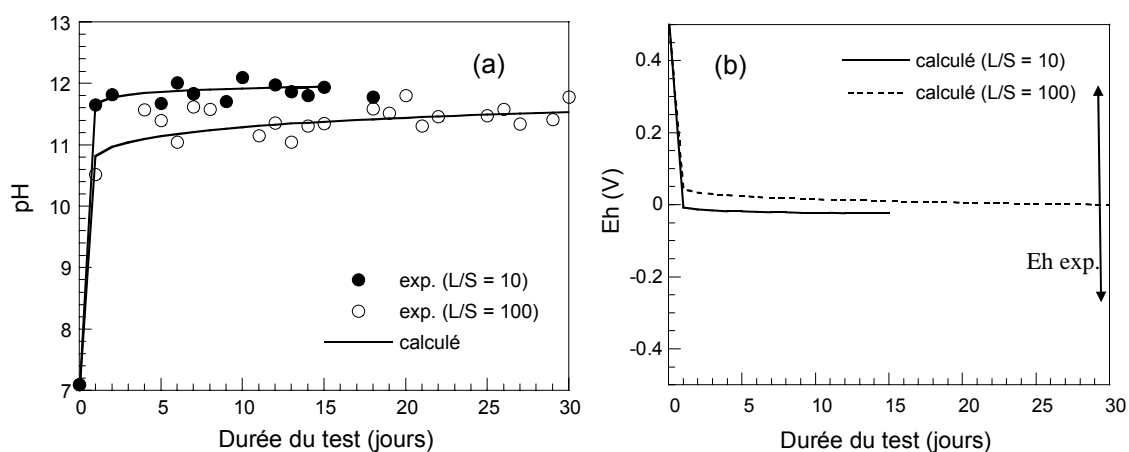 13
12
11
10
9
8
7
pH
(a)
exp. (L/S = 10)
exp. (L/S = 100)
calculé
0
5
10
15
20
25
30
Durée du test (jours)
0.4
0.2
0
-0.2
-0.4
Eh (V)
(b)
calculé (L/S = 10)
calculé (L/S = 100)
Eh exp.
0
5
10
15
20
25
30
Durée du test (jours)